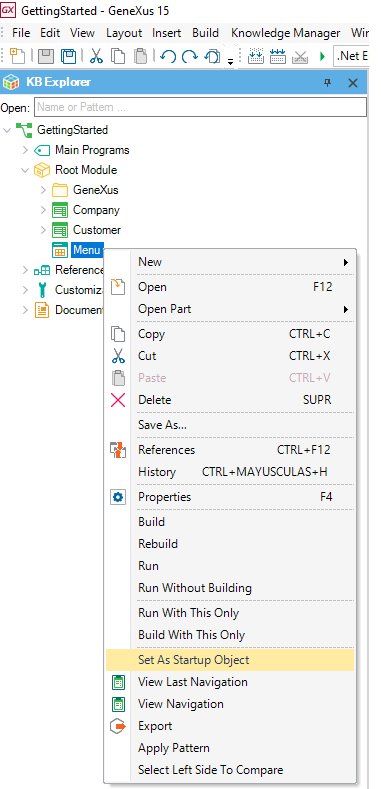 GX GettingStarted - GeneXus 15
File Edit View Layout Insert Build Knowledge Manager
.Net E
KB Explorer
Open: Name or Pattern ...
GettingStarted
Main Programs
Root Module
GeneXus
Company
Customer
Menu
Reference
Customiz
Documen
New
Open F12
Open Part
Copy CTRL+C
Cut CTRL+X
Paste CTRL+V
Delete SUPR
Save As...
References CTRL+F12
History CTRL+MAYUSCULAS+H
Properties F4
Build
Rebuild
Run
Run Without Building
Run With This Only
Build With This Only
Set As Startup Object
View Last Navigation
View Navigation
Export
Apply Pattern
Select Left Side To Compare